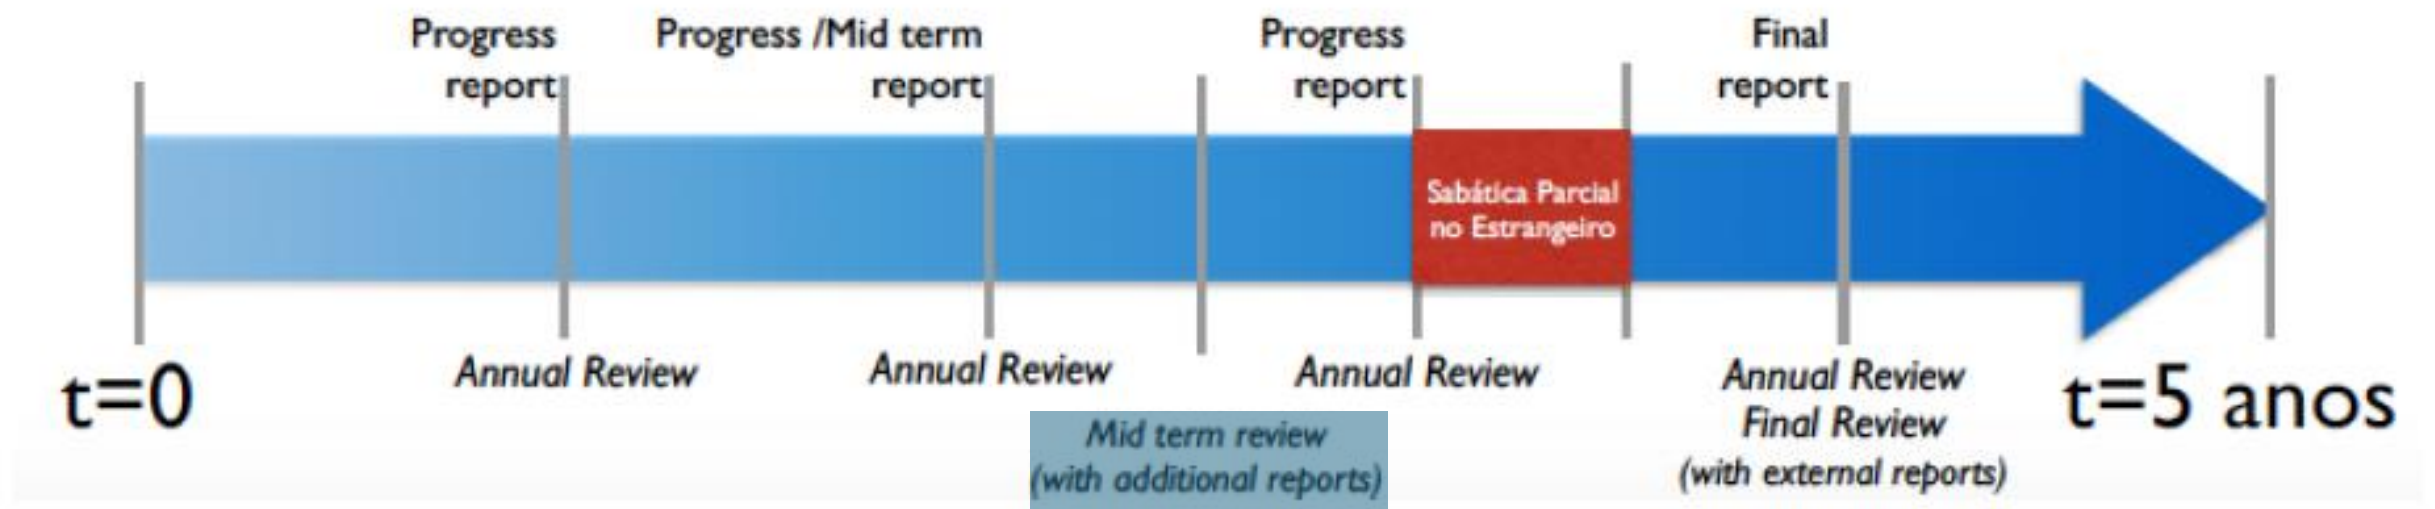 Progress
report
Progress /Mid term
report
Progress
report
Final
report
Sabática Parcial
no Estrangeiro
t=0
Annual Review
Annual Review
Mid term review
(with additional reports)
Annual Review
Annual Review
Final Review
(with external reports)
t=5 anos